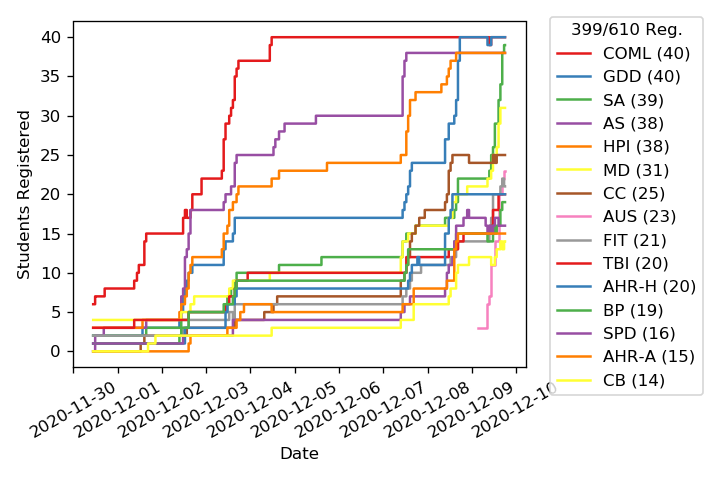 399/610 Reg.
COML (40)
GDD (40)
SA (39)
AS (38)
HPI (38)
MD (31)
CC (25)
AUS (23)
FIT (21)
TBI (20)
AHR-H (20)
BP (19)
SPD (16)
AHR-A (15)
CB (14)
Students Registered
40
35
30
25
20
15
10
5
0
2020-11-30
2020-12-01
2020-12-02
2020-12-03
2020-12-04
2020-12-05
2020-12-06
2020-12-07
2020-12-08
2020-12-09
2020-12-10
Date